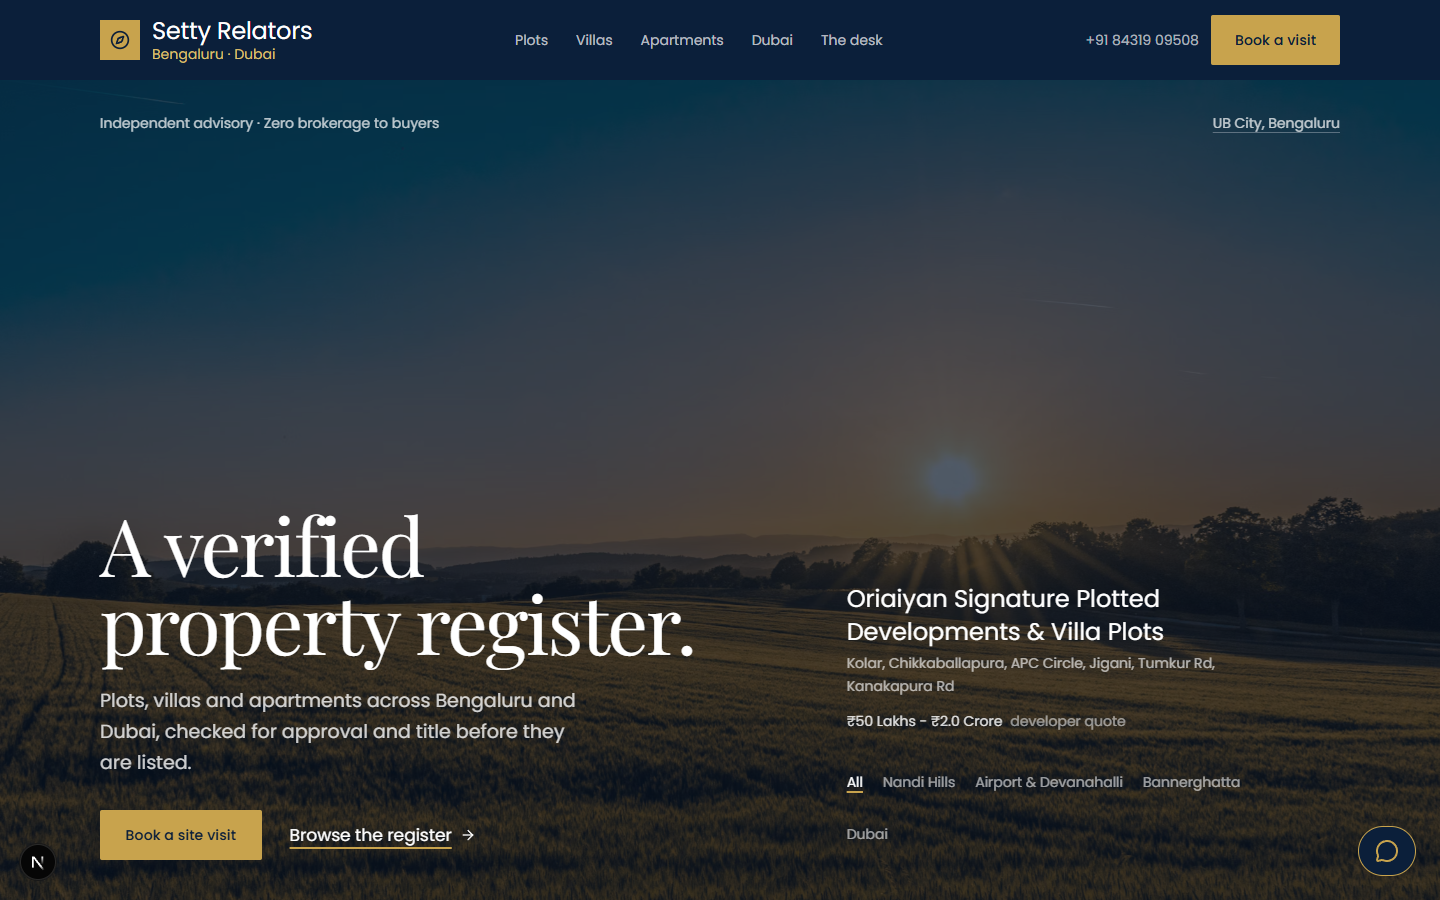 Setty Relators
Bengaluru · Dubai
Plots
Villas
Apartments
Dubai
The desk
+91 84319 09508
Book a visit
Independent advisory · Zero brokerage to buyers
UB City, Bengaluru
A verified
property register.
Plots, villas and apartments across Bengaluru and
Dubai, checked for approval and title before they
are listed.
Book a site visit
Browse the register →
Oriaiyan Signature Plotted
Developments & Villa Plots
Kolar, Chikkaballapura, APC Circle, Jigani, Tumkur Rd,
Kanakapura Rd
₹50 Lakhs - ₹2.0 Crore developer quote
All
Nandi Hills
Airport & Devanahalli
Bannerghatta
Dubai
N